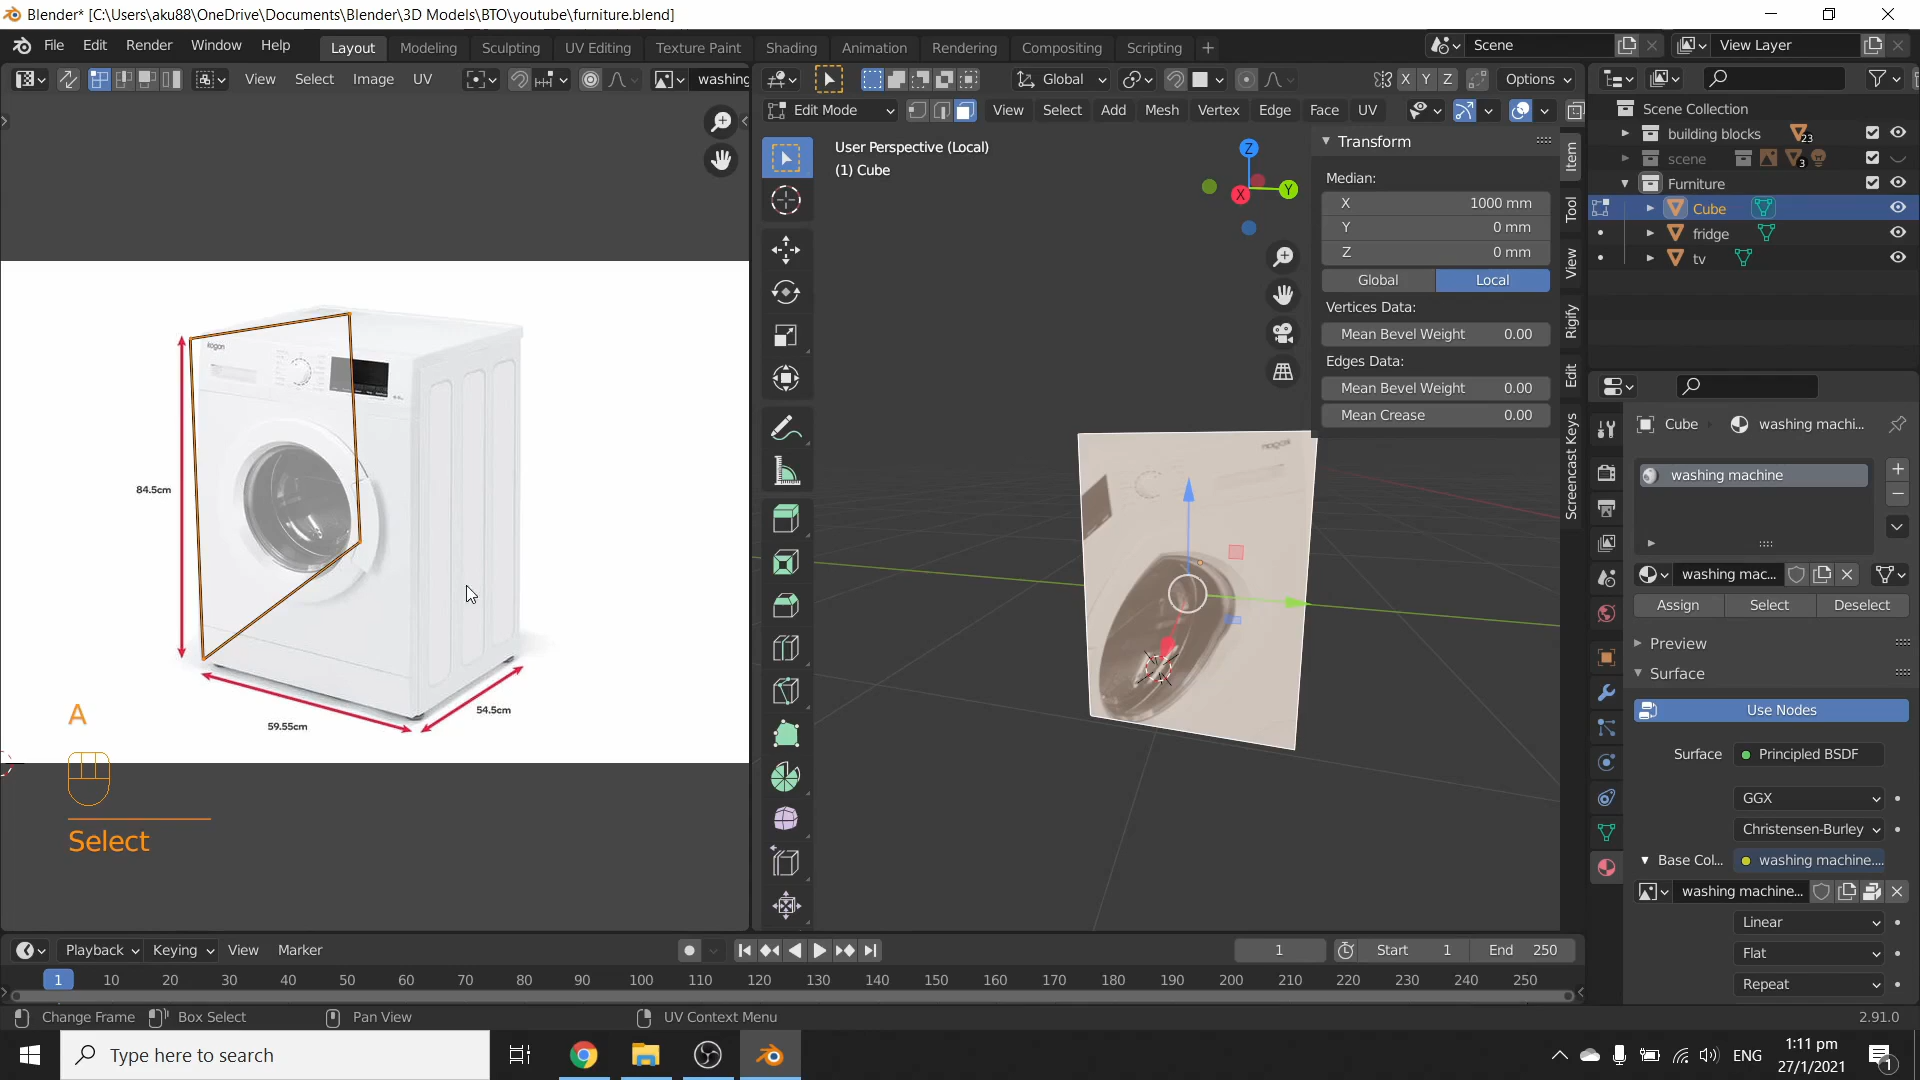 Blender* [C:\Users\aku88\OneDrive\Documents\Blender\3D Models\BTO\youtube\furniture.blend]
File Edit Render Window Help Layout Modeling Sculpting UV Editing Texture Paint Shading Animation Rendering Compositing Scripting + Scene View Layer
View Select Image UV washing Global X Y Z Options
Edit Mode View Select Add Mesh Vertex Edge Face UV
User Perspective (Local)
(1) Cube
Z
Y
X
Transform
Median:
X 1000 mm
Y 0 mm
Z 0 mm
Global Local
Vertices Data:
Mean Bevel Weight 0.00
Edges Data:
Mean Bevel Weight 0.00
Mean Crease 0.00
Item
Tool
View
Rigify
Edit
Screencast Keys
Scene Collection
building blocks 23
scene 3
Furniture
Cube
fridge
tv
Cube washing machi...
washing machine
washing mac...
Assign Select Deselect
Preview
Surface
Use Nodes
Surface Principled BSDF
GGX
Christensen-Burley
Base Col... washing machine....
washing machine...
Linear
Flat
Repeat
kogan
84.5cm
59.55cm
54.5cm
kogan
A
Select
Playback Keying View Marker 1 Start 1 End 250
1 10 20 30 40 50 60 70 80 90 100 110 120 130 140 150 160 170 180 190 200 210 220 230 240 250
Change Frame Box Select Pan View UV Context Menu 2.91.0
Type here to search ENG 1:11 pm
27/1/2021
1